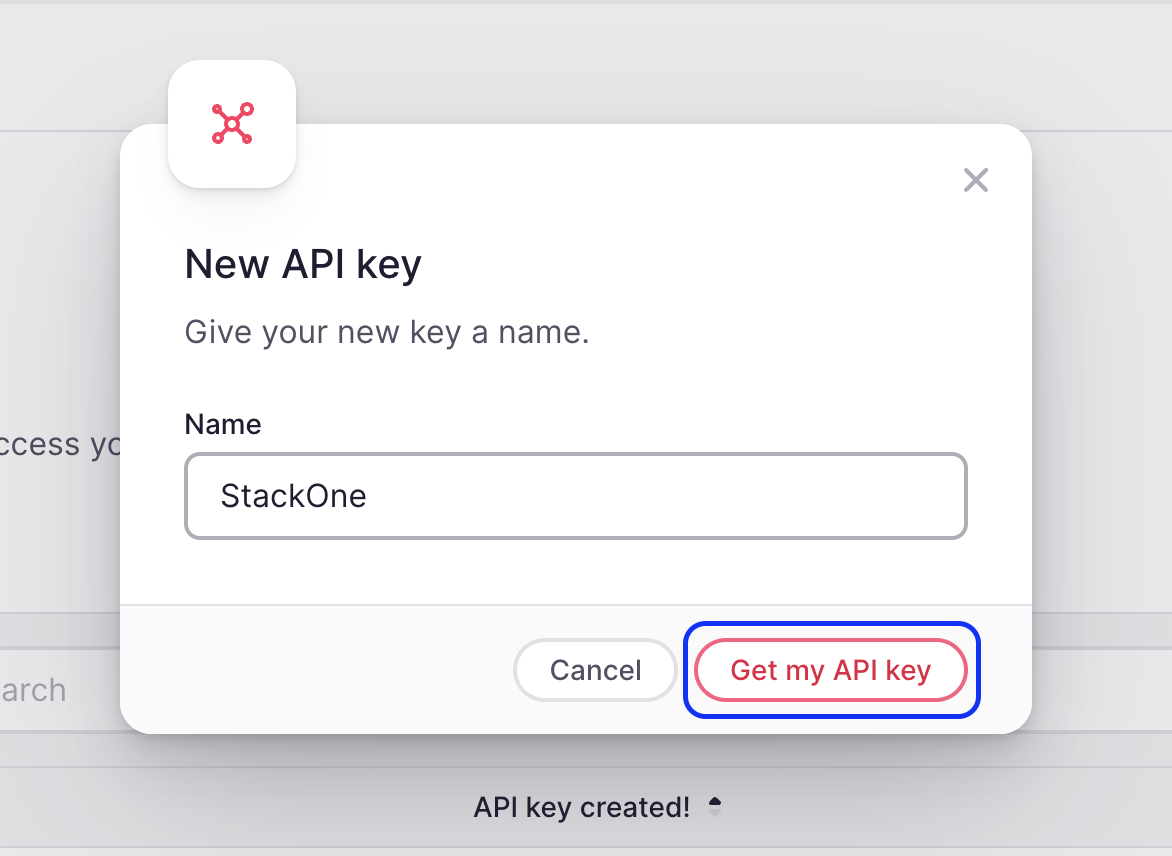 New API key
Give your new key a name.
Name
ccess yo
StackOne
Cancel
Get my API key
arch
API key created!